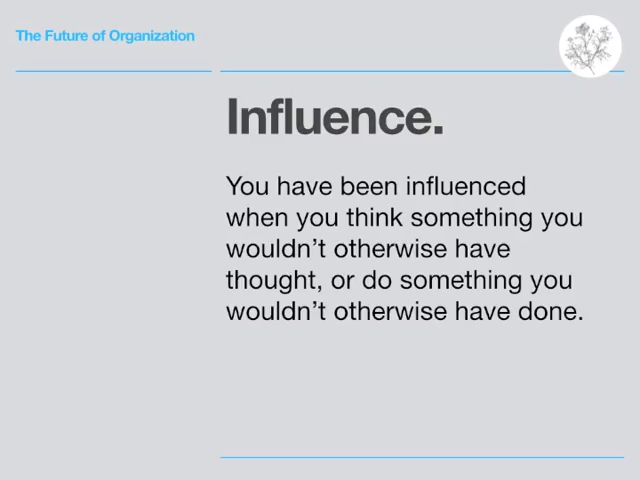 The Future of Organization
Influence.
You have been influenced
when you think something you
wouldn’t otherwise have
thought, or do something you
wouldn’t otherwise have done.